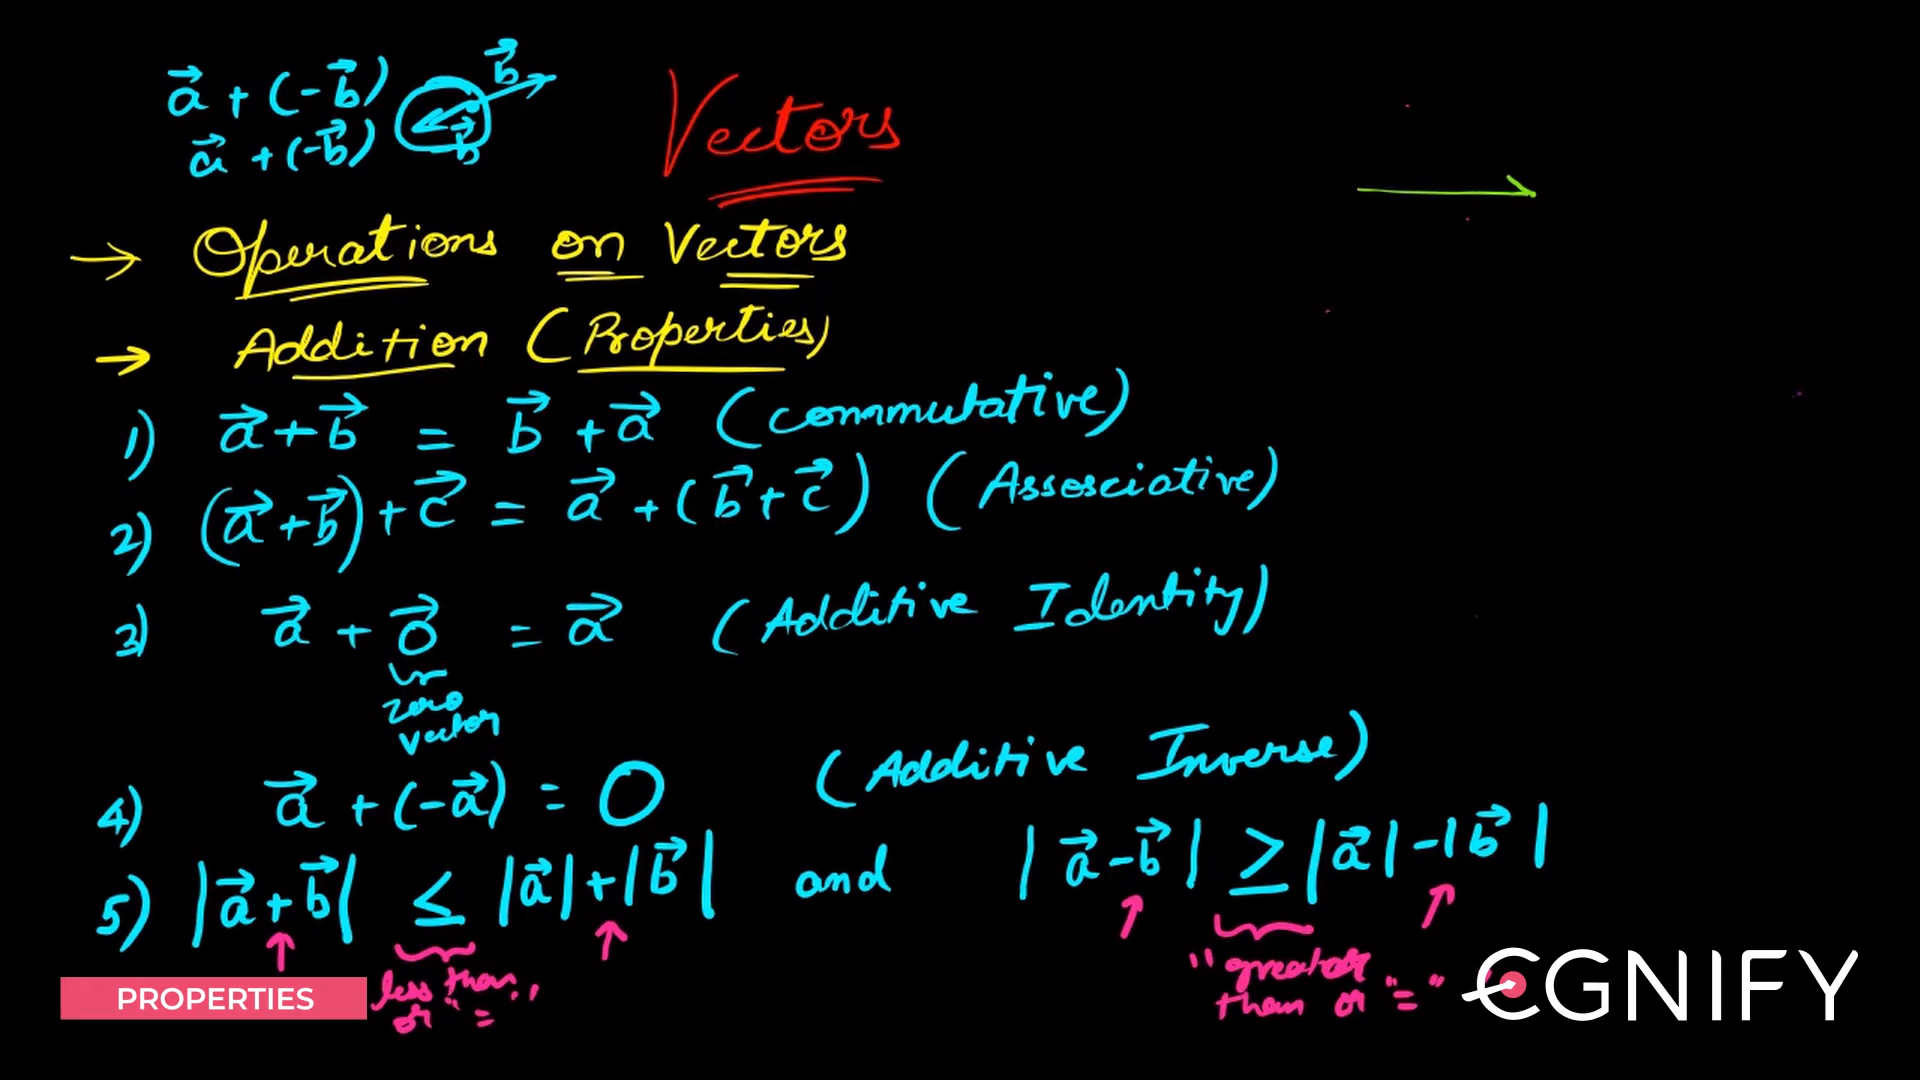 a⃗ + (-b⃗)
b⃗
a⃗ + (-b⃗)
b⃗
Vectors
→ Operations on Vectors
→ Addition (Properties)
1) a⃗ + b⃗ = b⃗ + a⃗ (Commutative)
2) (a⃗ + b⃗) + c⃗ = a⃗ + (b⃗ + c⃗) (Assosciative)
3) a⃗ + 0⃗ = a⃗ (Additive Identity)
zero
vector
4) a⃗ + (-a⃗) = 0 (Additive Inverse)
5) |a⃗ + b⃗| ≤ |a⃗| + |b⃗| and |a⃗ - b⃗| ≥ |a⃗| - |b⃗|
less than
or "="
"greater
than or "="
PROPERTIES
CGNIFY